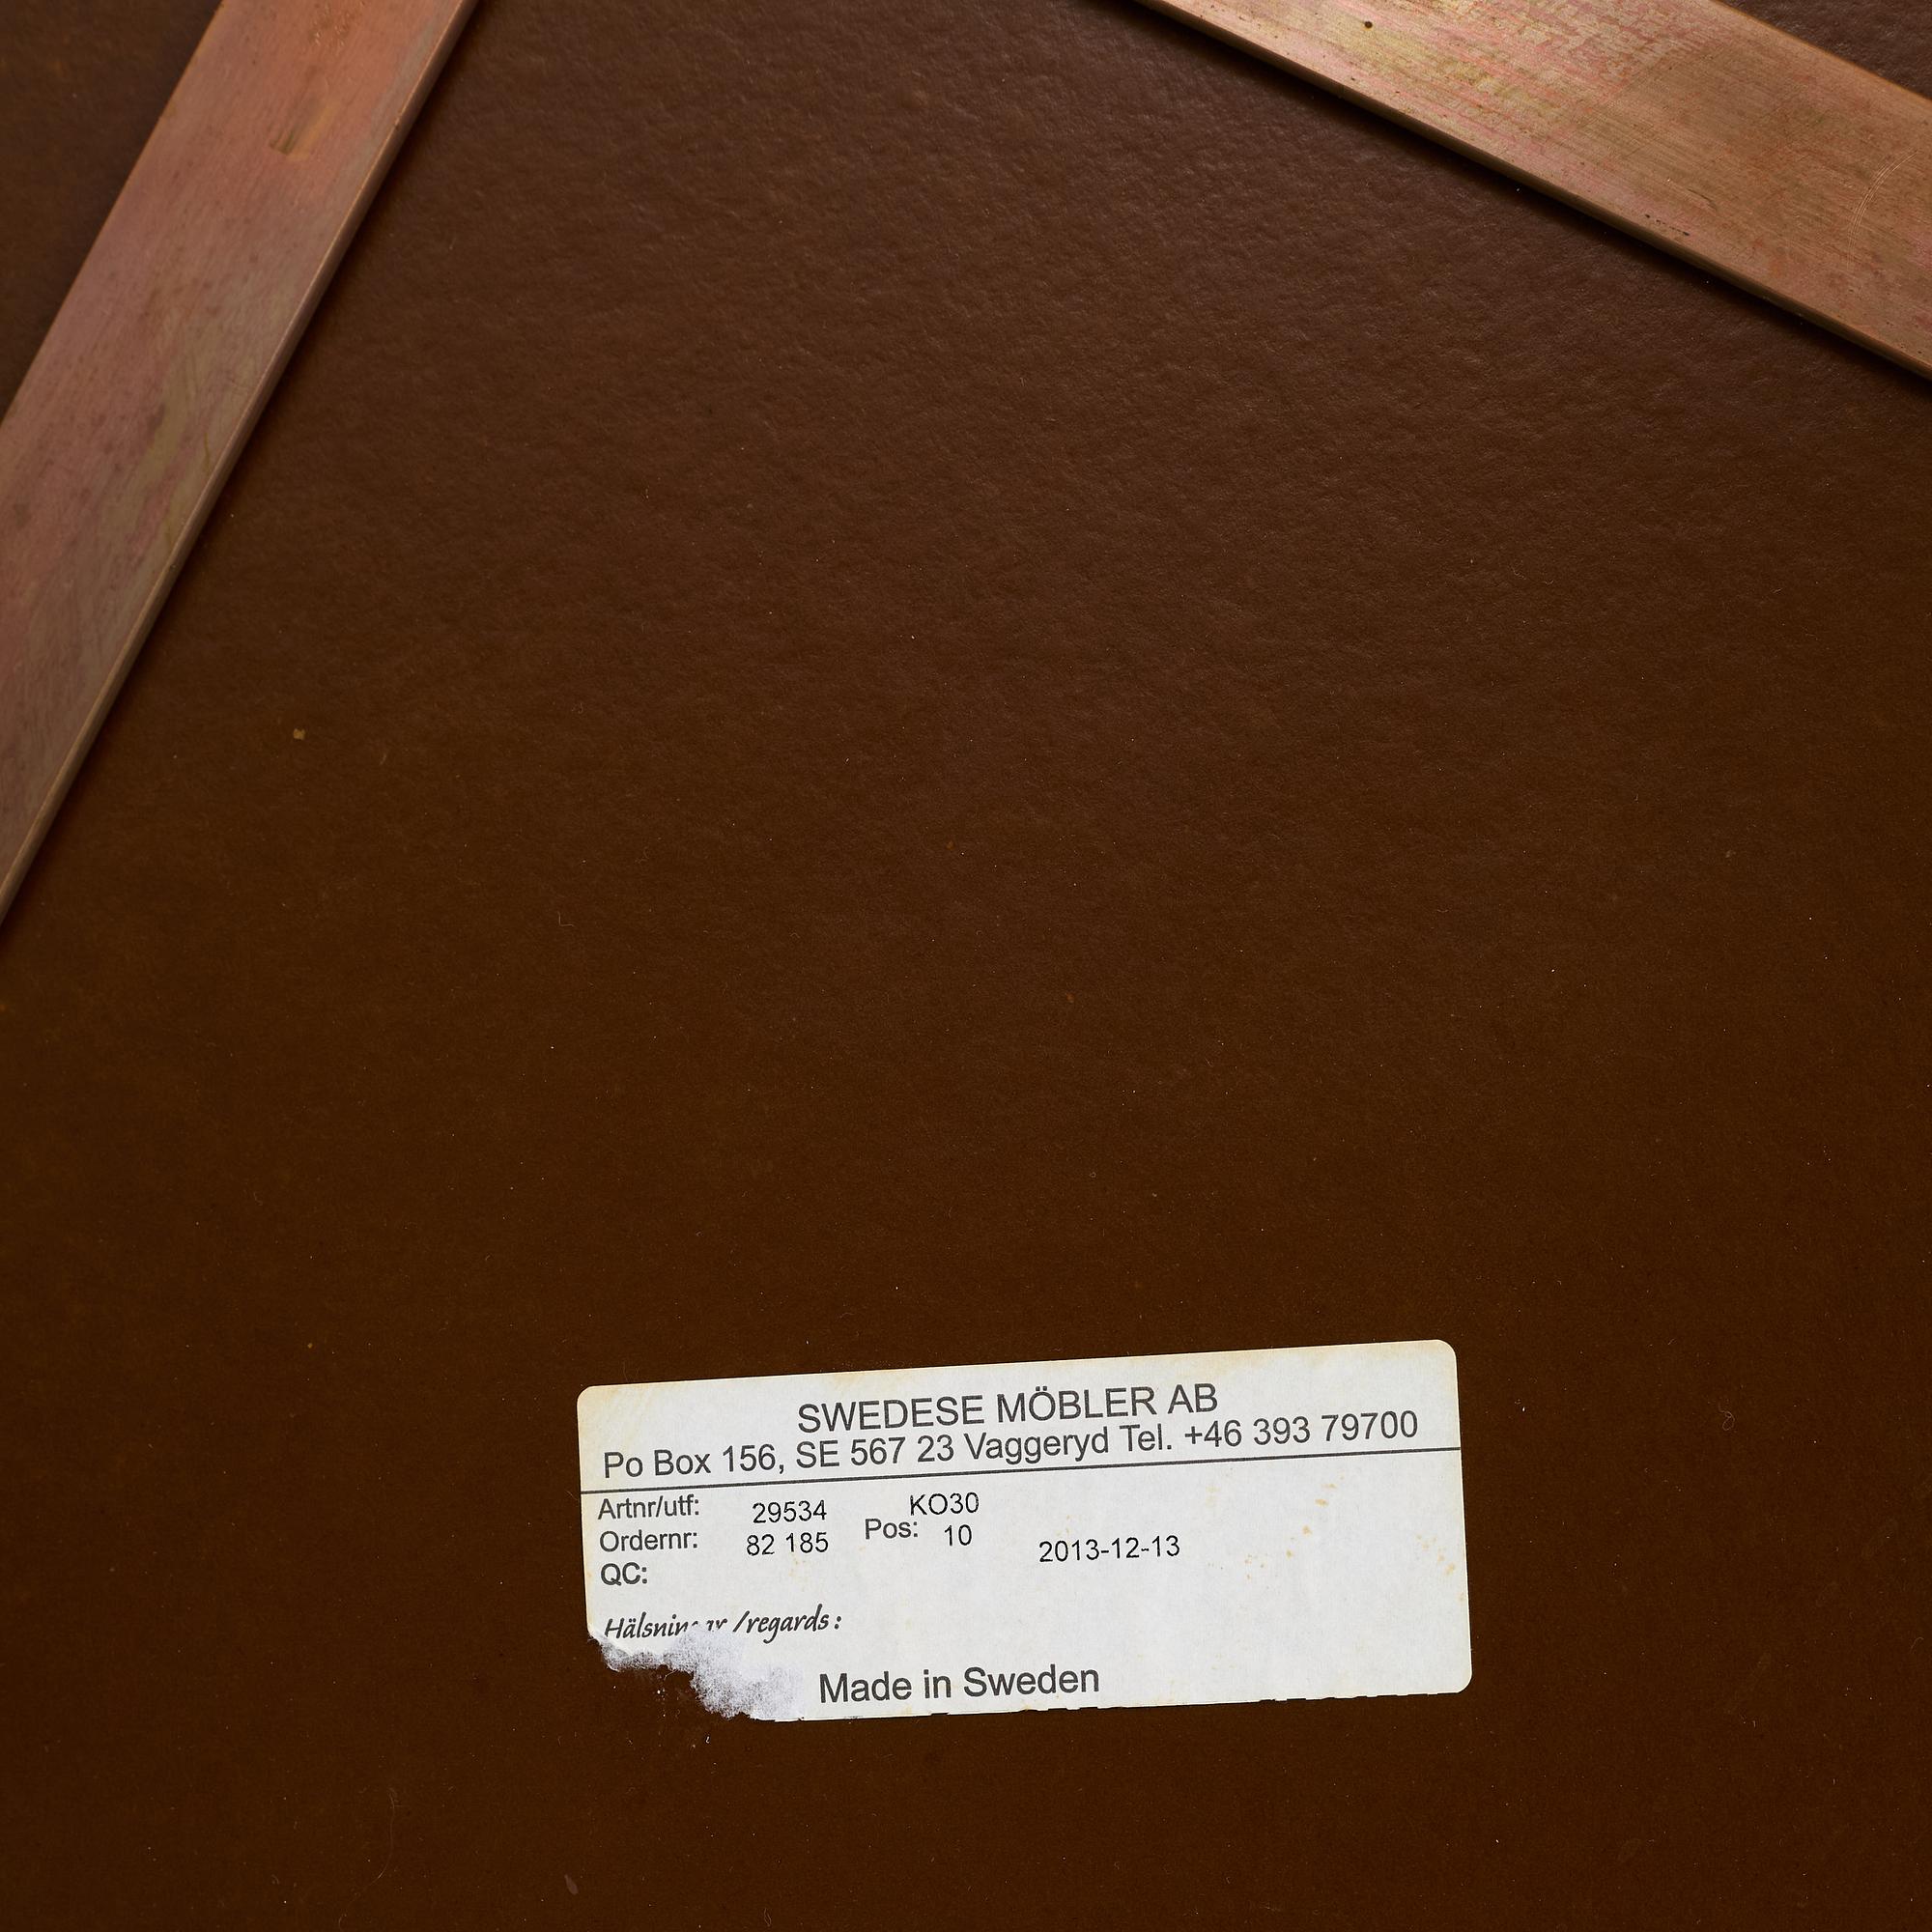 SWEDESE MÖBLER AB
Po Box 156, SE 567 23 Vaggeryd Tel. +46 393 79700
Artnr/utf: 29534 KO30
Ordernr: 82 185 Pos: 10 2013-12-13
QC:
/regards:
Made in Sweden